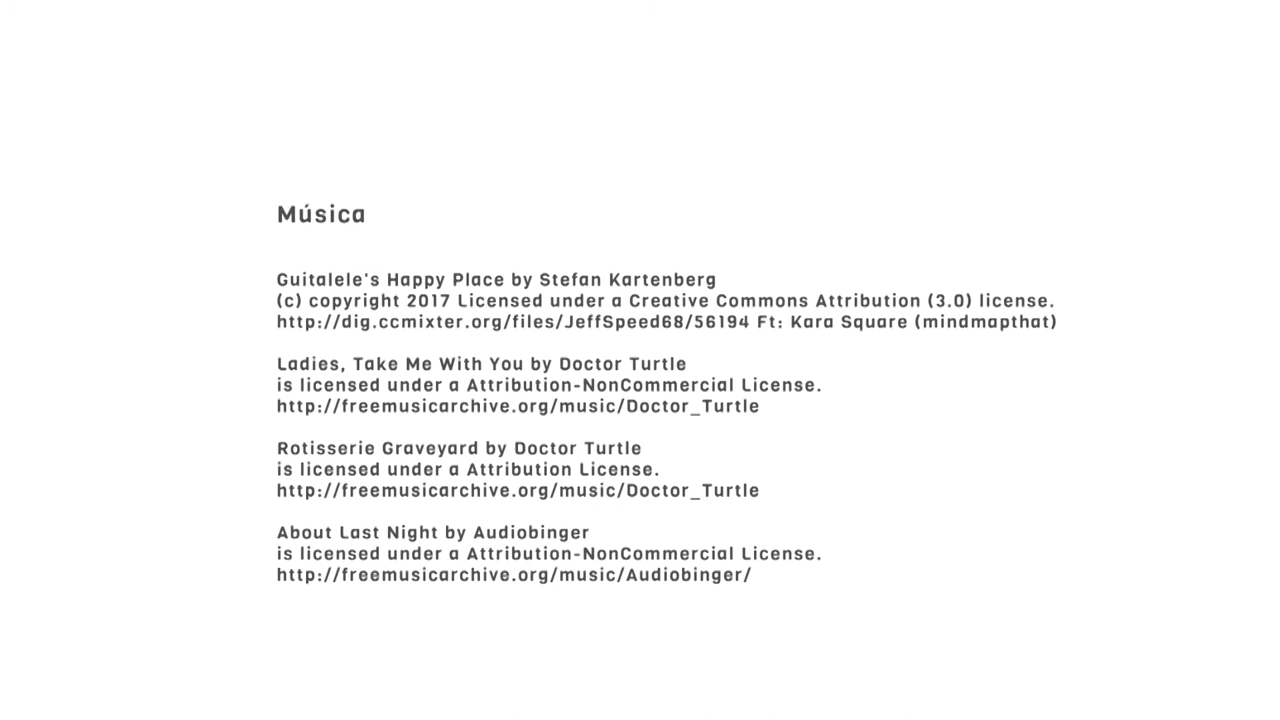 Música
Guitalele's Happy Place by Stefan Kartenberg
(c) copyright 2017 Licensed under a Creative Commons Attribution (3.0) license.
http://dig.ccmixter.org/files/JeffSpeed68/56194 Ft: Kara Square (mindmapthat)
Ladies, Take Me With You by Doctor Turtle
is licensed under a Attribution-NonCommercial License.
http://freemusicarchive.org/music/Doctor_Turtle
Rotisserie Graveyard by Doctor Turtle
is licensed under a Attribution License.
http://freemusicarchive.org/music/Doctor_Turtle
About Last Night by Audiobinger
is licensed under a Attribution-NonCommercial License.
http://freemusicarchive.org/music/Audiobinger/